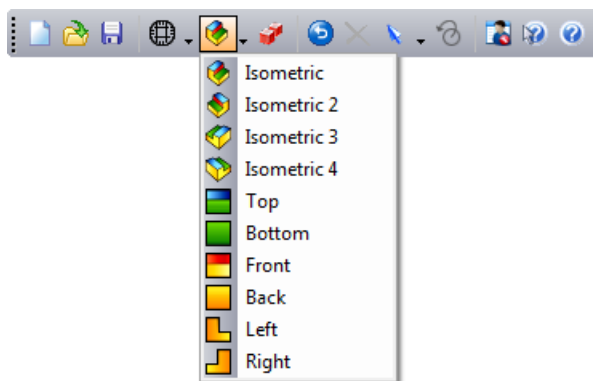 Isometric
Isometric 2
Isometric 3
Isometric 4
Top
Bottom
Front
Back
Left
Right